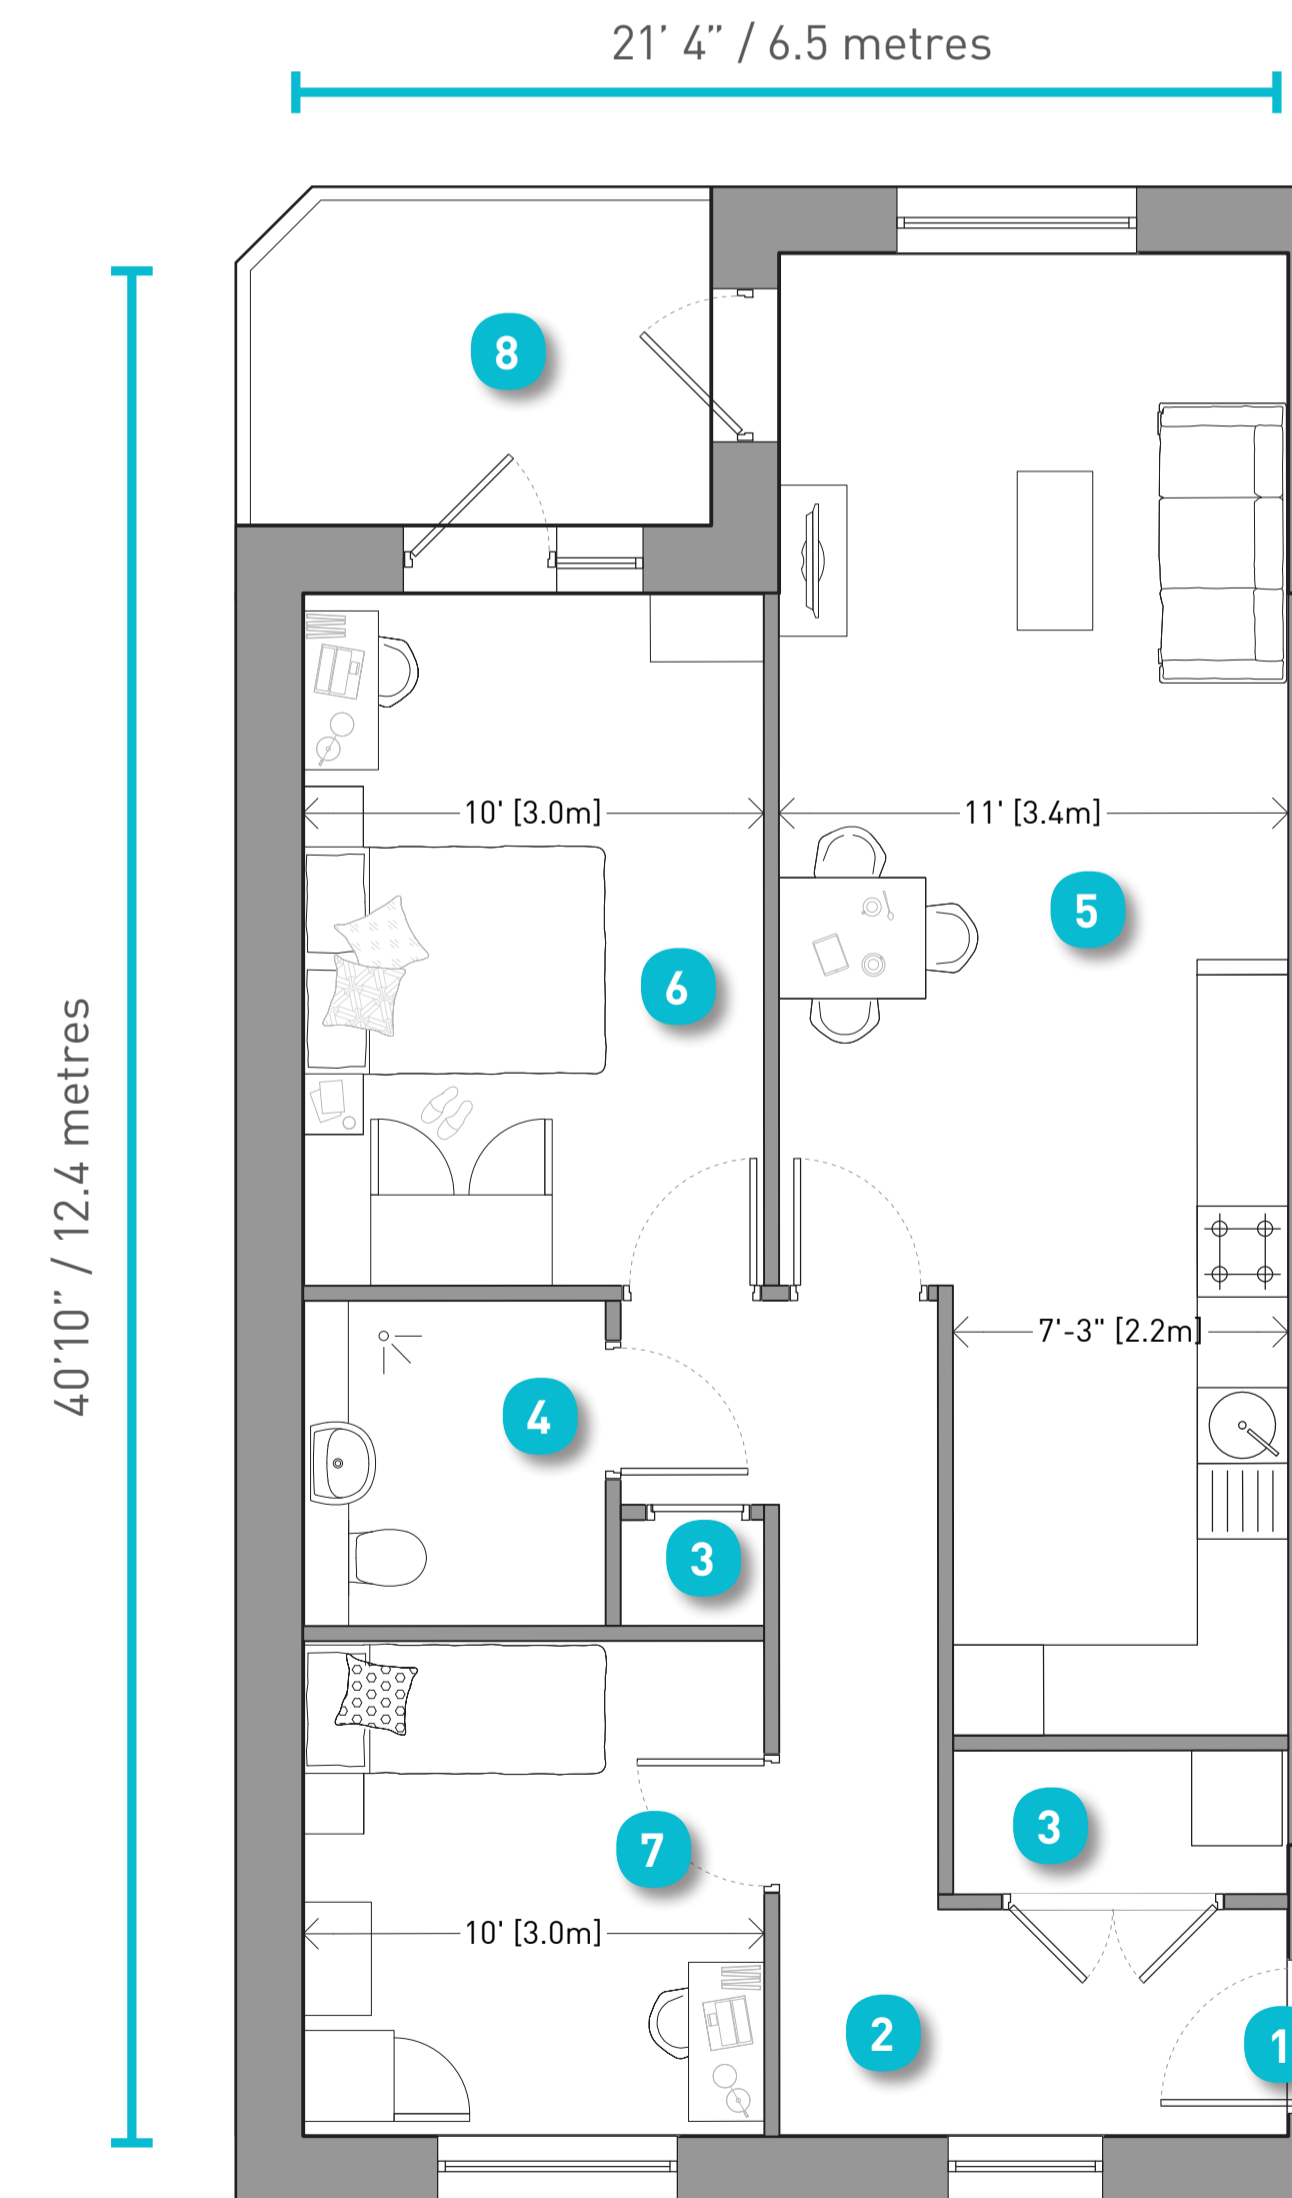 21’ 4” / 6.5 metres
40’10” / 12.4 metres
8
10' [3.0m]
11' [3.4m]
5
6
7'-3" [2.2m]
4
3
3
7
10' [3.0m]
2
1